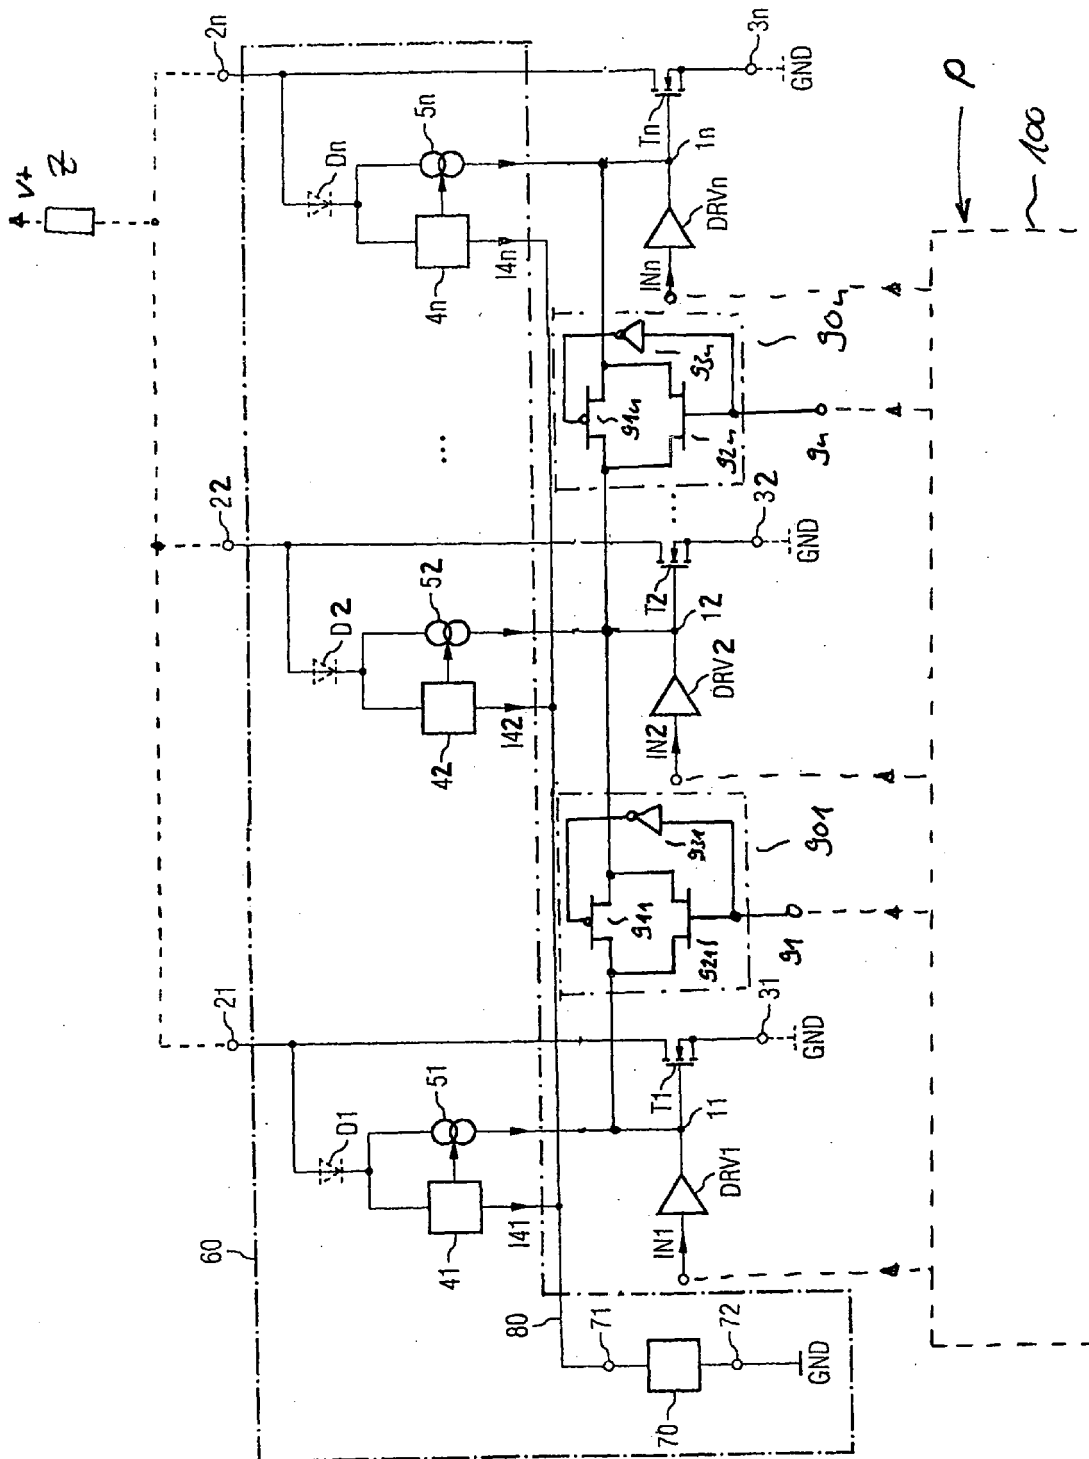 V+
Z
2n
22
21
60
Dn
5n
4n
I4n
D2
52
42
I42
D1
51
41
I41
...
Tn
3n
GND
1n
DRVn
INn
90n
91n
92n
93n
9n
...
T2
32
GND
12
DRV2
IN2
901
911
921
931
91
T1
31
GND
11
DRV1
IN1
80
71
70
72
GND
P
100